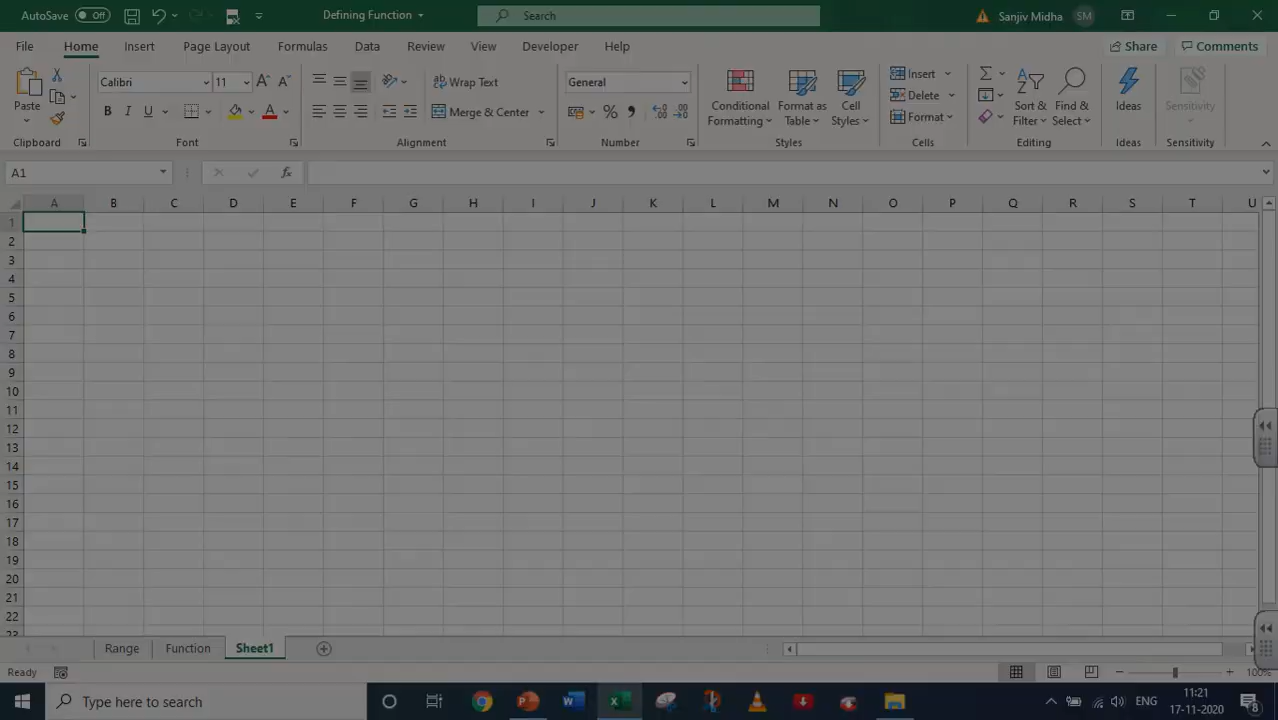 AutoSave Off Defining Function Search Sanjiv Midha SM
File Home Insert Page Layout Formulas Data Review View Developer Help Share Comments
Paste
Clipboard
Calibri 11
B I U A
Font
Wrap Text
Merge & Center
Alignment
General
Number
Conditional
Formatting
Format as
Table
Cell
Styles
Styles
Insert
Delete
Format
Cells
Sort &
Filter
Find &
Select
Editing
Ideas
Ideas
Sensitivity
Sensitivity
A1 fx
A B C D E F G H I J K L M N O P Q R S T U
1
2
3
4
5
6
7
8
9
10
11
12
13
14
15
16
17
18
19
20
21
22
23
Range Function Sheet1
Ready 100%
Type here to search ENG 11:21
17-11-2020 8